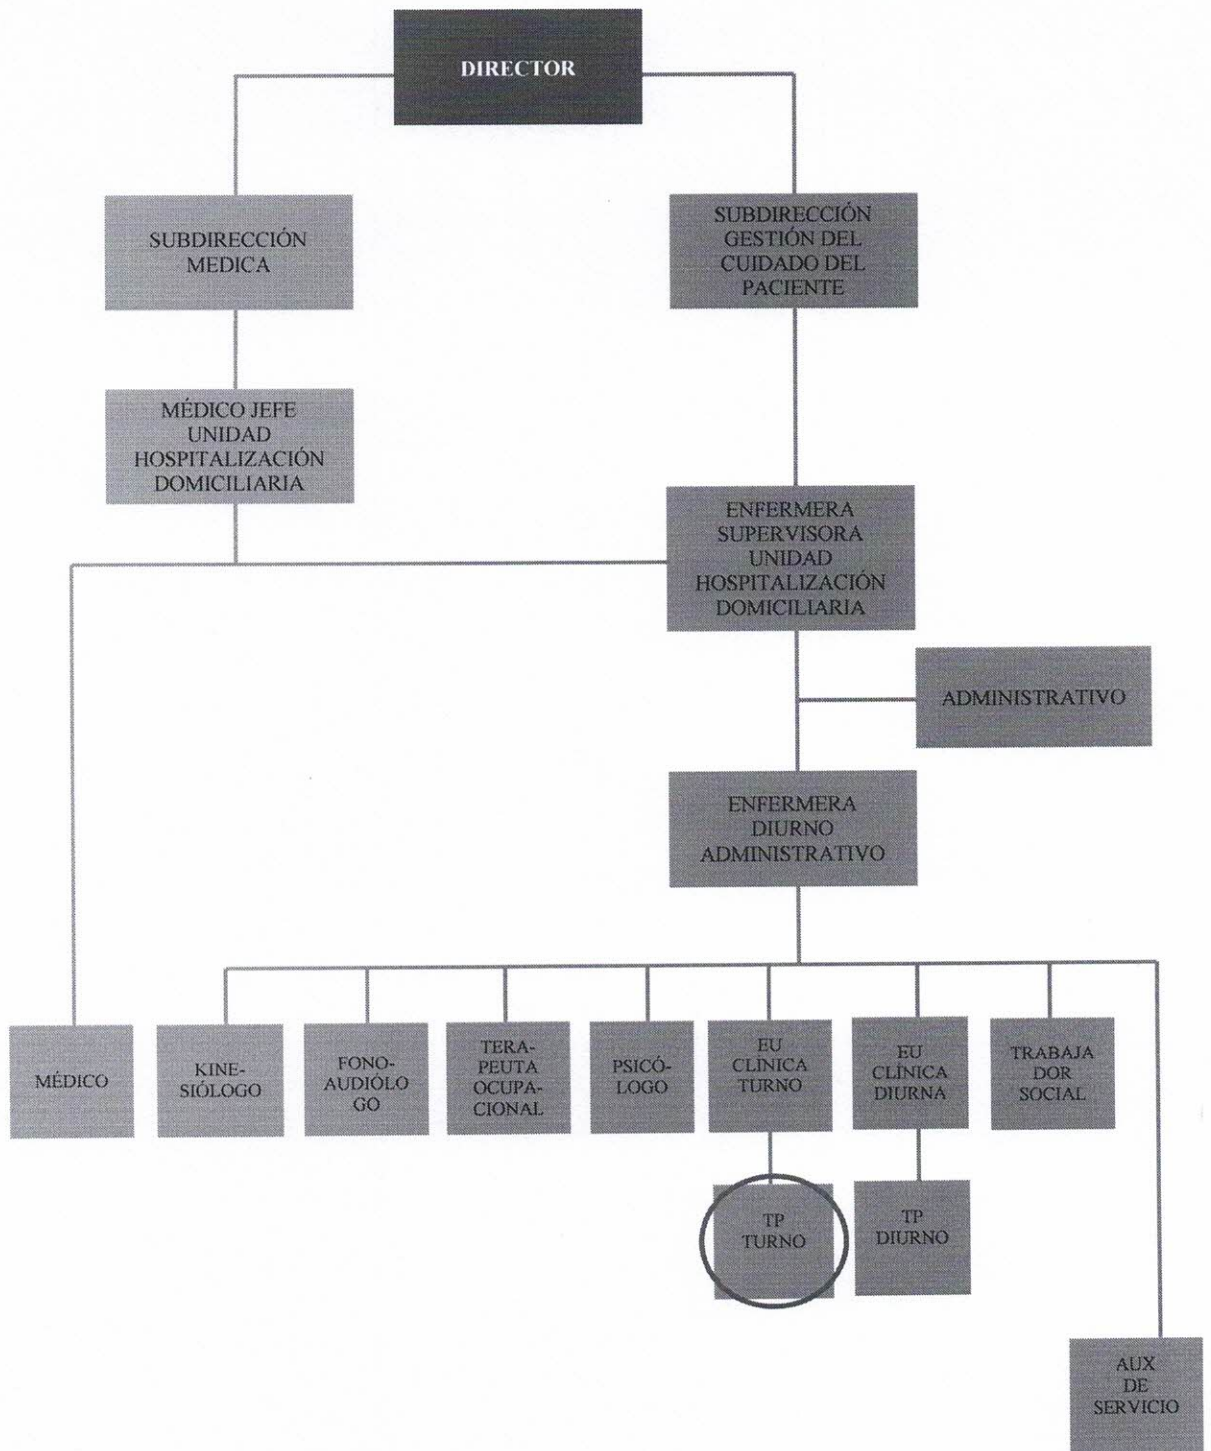 DIRECTOR
SUBDIRECCIÓN
MEDICA
SUBDIRECCIÓN
GESTIÓN DEL
CUIDADO DEL
PACIENTE
MÉDICO JEFE
UNIDAD
HOSPITALIZACIÓN
DOMICILIARIA
ENFERMERA
SUPERVISORA
UNIDAD
HOSPITALIZACIÓN
DOMICILIARIA
ADMINISTRATIVO
ENFERMERA
DIURNO
ADMINISTRATIVO
MÉDICO
KINE-
SIÓLOGO
FONO-
AUDIÓLO
GO
TERA-
PEUTA
OCUPA-
CIONAL
PSICÓ-
LOGO
EU
CLÍNICA
TURNO
EU
CLÍNICA
DIURNA
TRABAJA
DOR
SOCIAL
TP
TURNO
TP
DIURNO
AUX
DE
SERVICIO